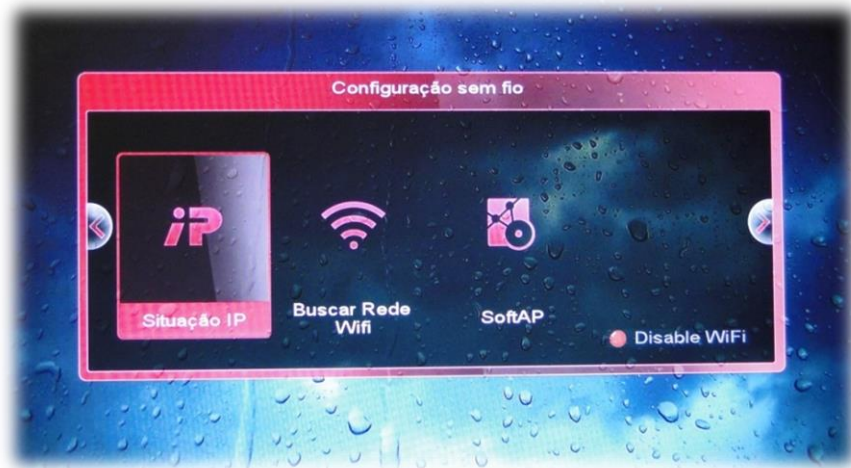 Configuração sem fio
iP
Situação IP
Buscar Rede
Wifi
SoftAP
Disable WiFi